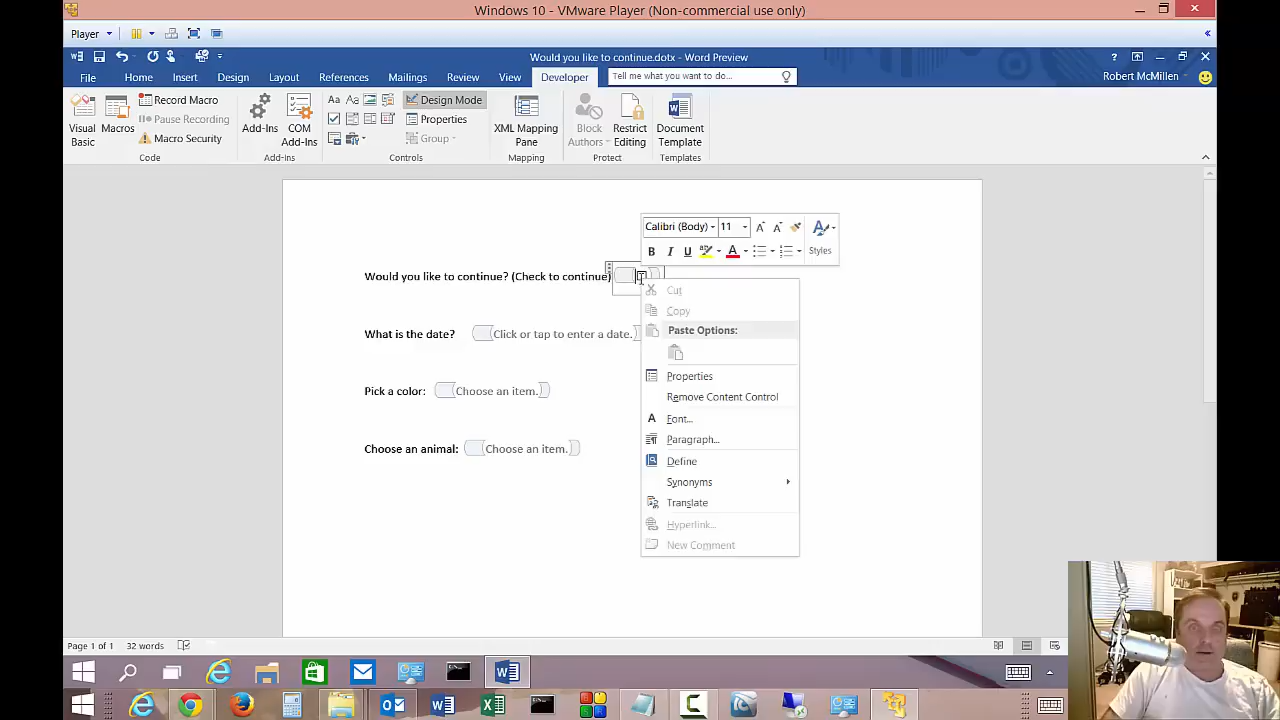 Windows 10 - VMware Player (Non-commercial use only)
Player
Would you like to continue.dotx - Word Preview
File Home Insert Design Layout References Mailings Review View Developer Tell me what you want to do... Robert McMillen
Visual Basic
Macros
Record Macro
Pause Recording
Macro Security
Code
Add-Ins
COM Add-Ins
Add-Ins
Aa Aa
Design Mode
Properties
Group
Controls
XML Mapping Pane
Mapping
Block Authors
Restrict Editing
Protect
Document Template
Templates
Calibri (Body) 11 A A
B I U ab A Styles
Would you like to continue? (Check to continue)
What is the date? Click or tap to enter a date.
Pick a color: Choose an item.
Choose an animal: Choose an item.
Cut
Copy
Paste Options:
Properties
Remove Content Control
Font...
Paragraph...
Define
Synonyms
Translate
Hyperlink...
New Comment
Page 1 of 1 32 words